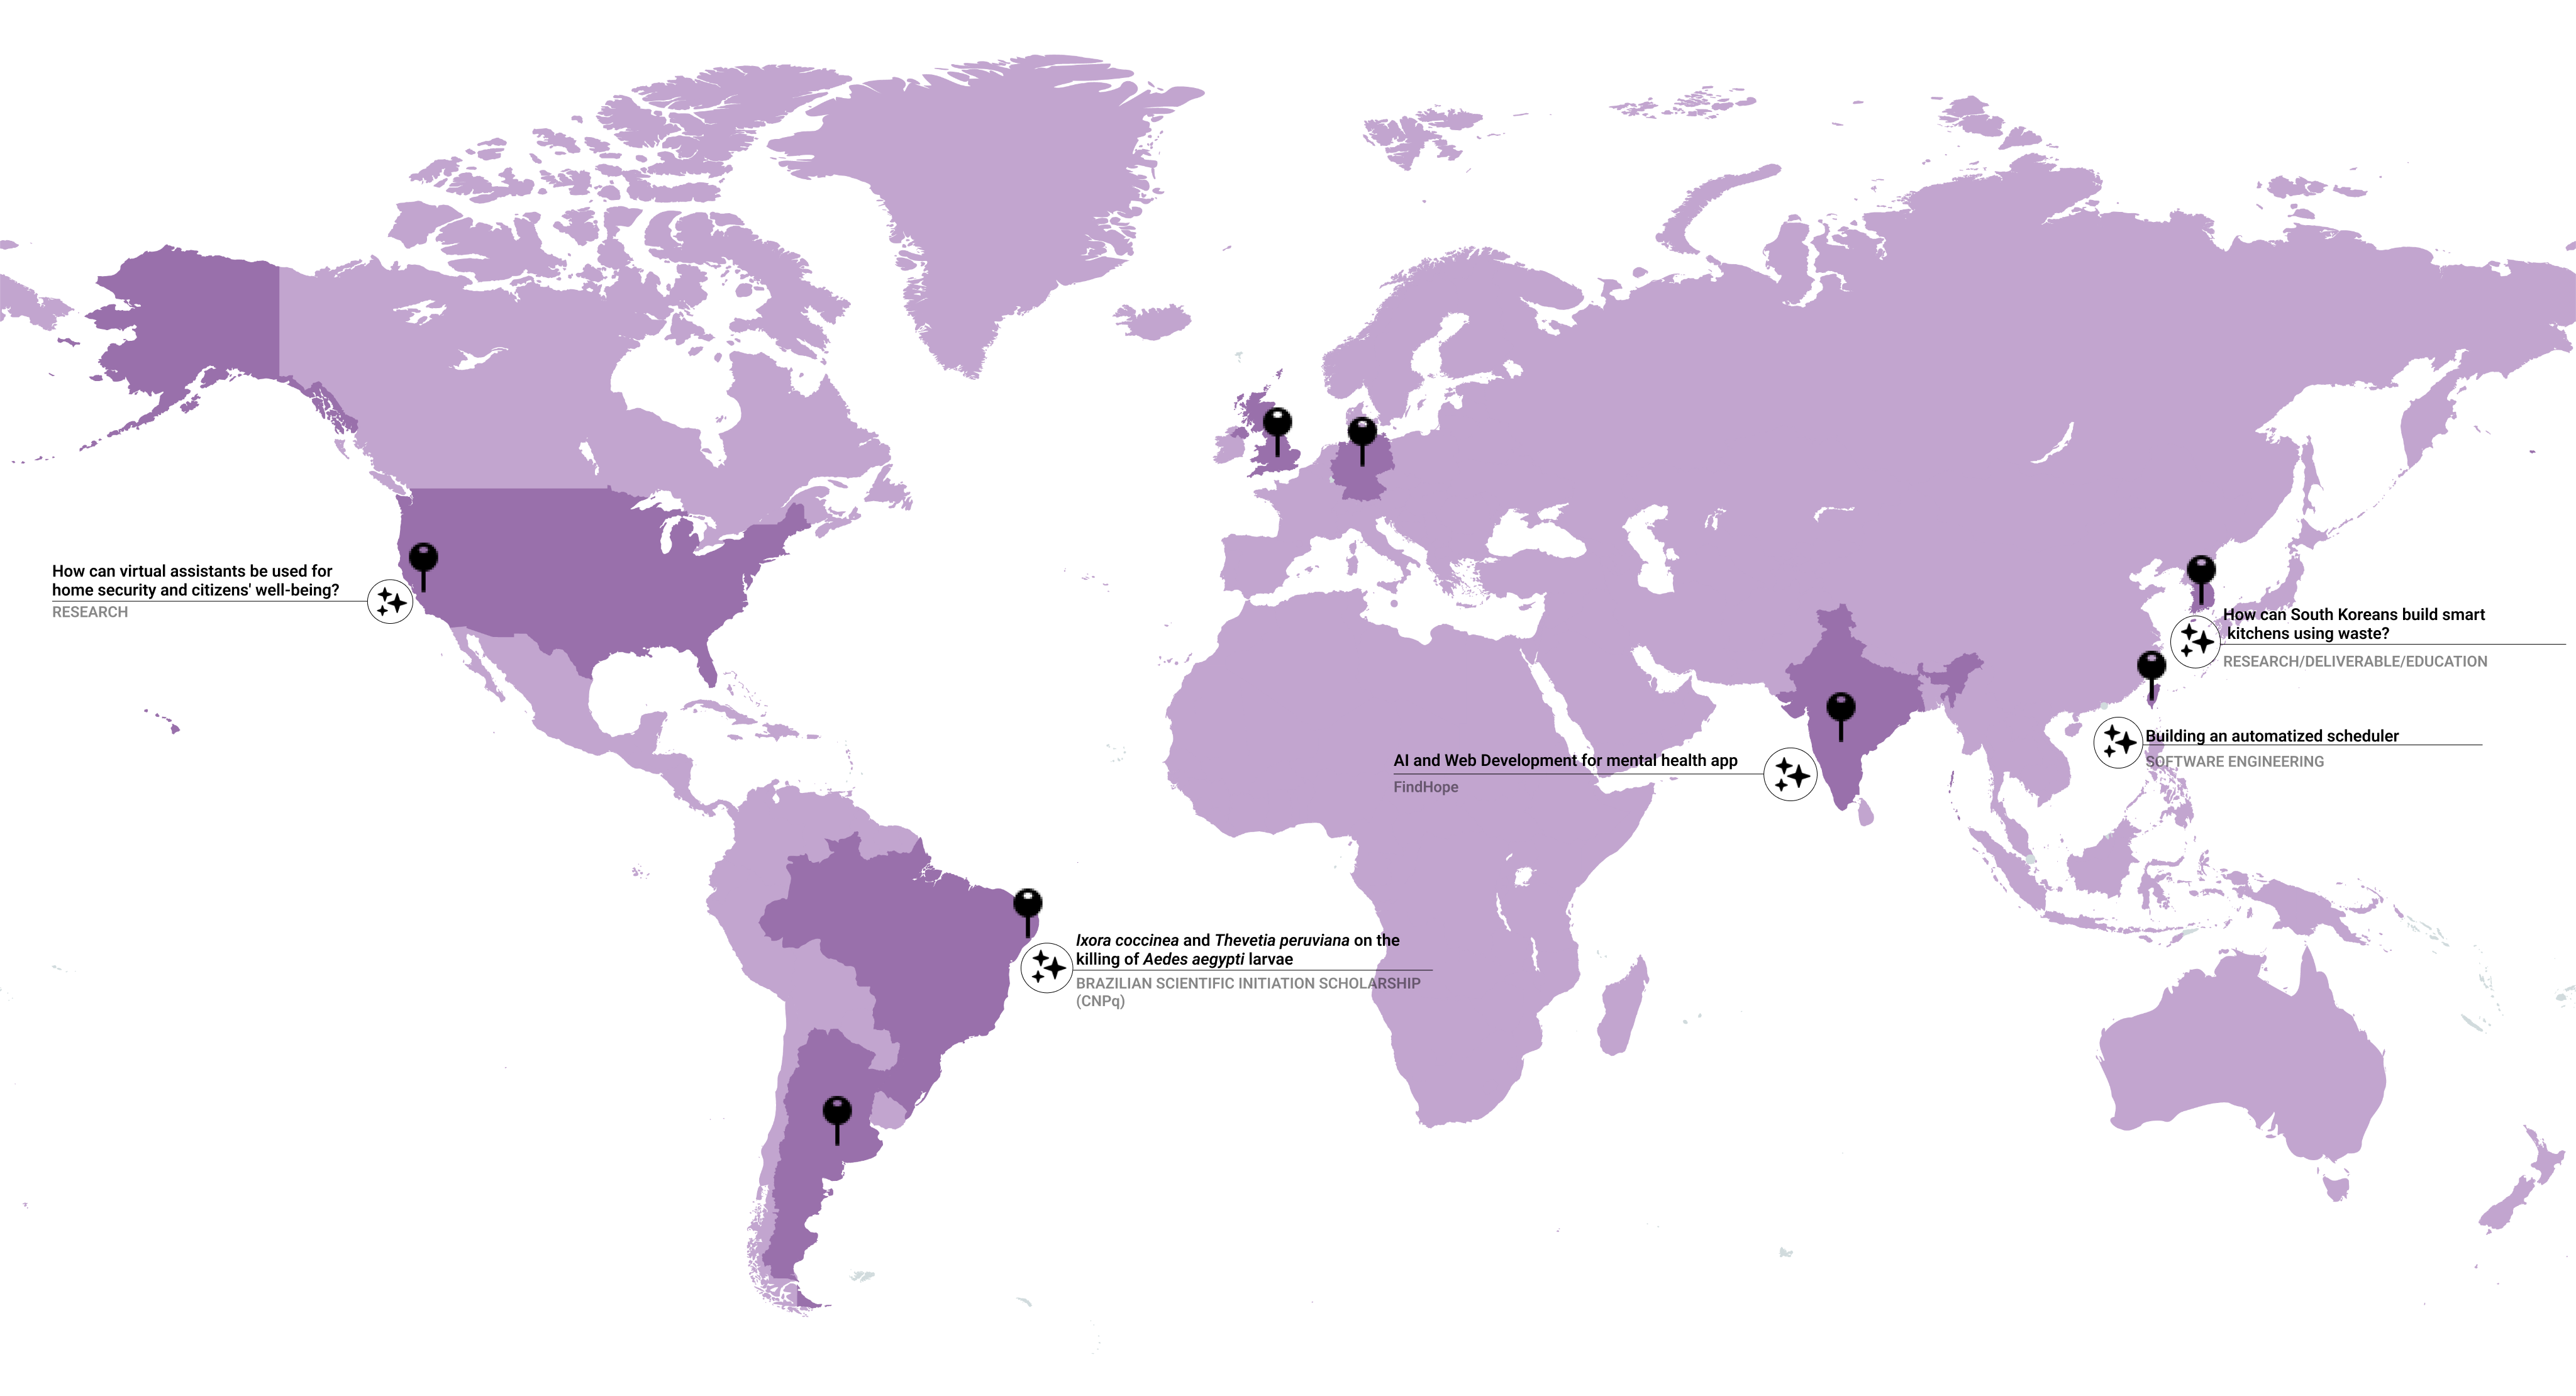 How can virtual assistants be used for
home security and citizens' well-being?
RESEARCH
How can South Koreans build smart
kitchens using waste?
RESEARCH/DELIVERABLE/EDUCATION
Building an automatized scheduler
SOFTWARE ENGINEERING
AI and Web Development for mental health app
FindHope
Ixora coccinea and Thevetia peruviana on the
killing of Aedes aegypti larvae
BRAZILIAN SCIENTIFIC INITIATION SCHOLARSHIP
(CNPq)